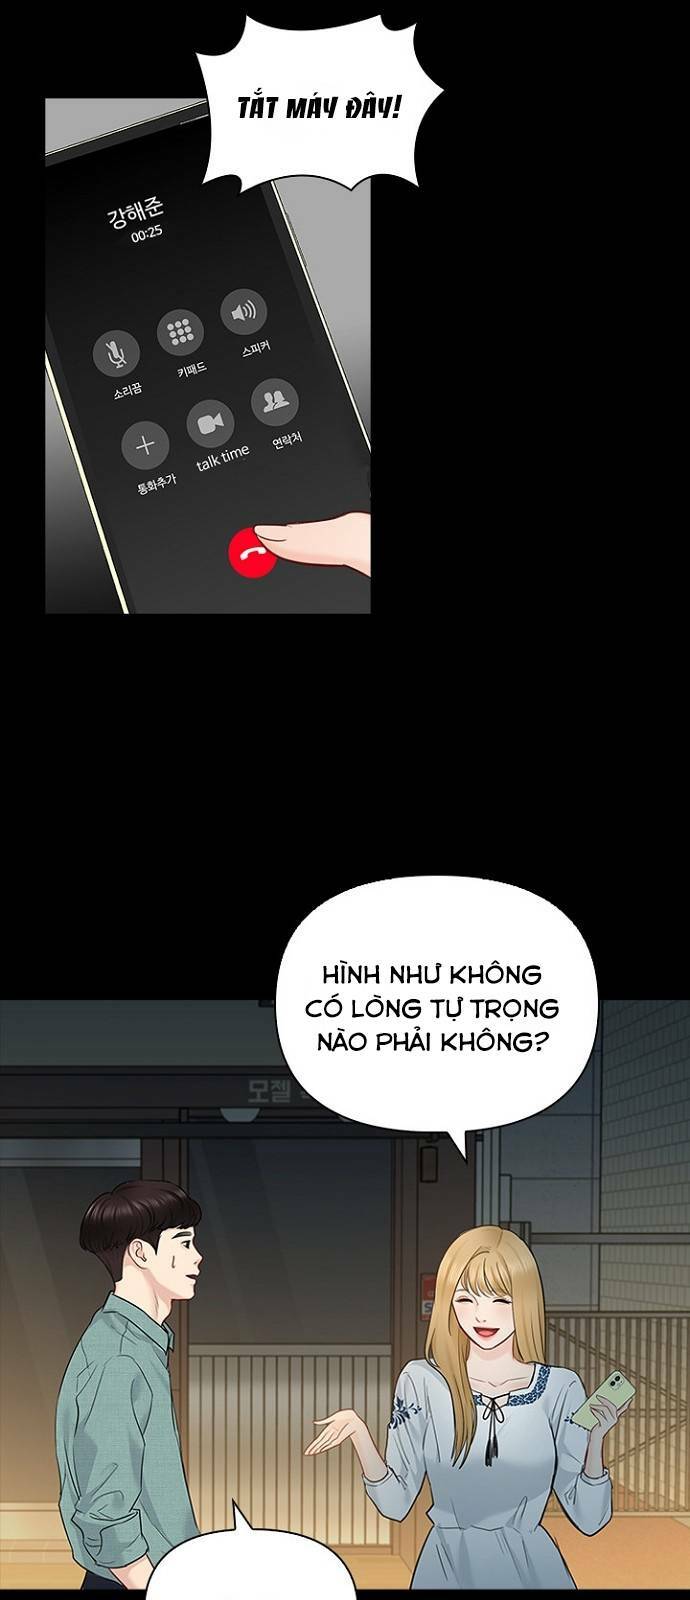 TẮT MÁY ĐÂY!
강해준
00:25
소리끔
키패드
스피커
통화추가
talk time
연락처
HÌNH NHƯ KHÔNG
CÓ LÒNG TỰ TRỌNG
NÀO PHẢI KHÔNG?
모젤